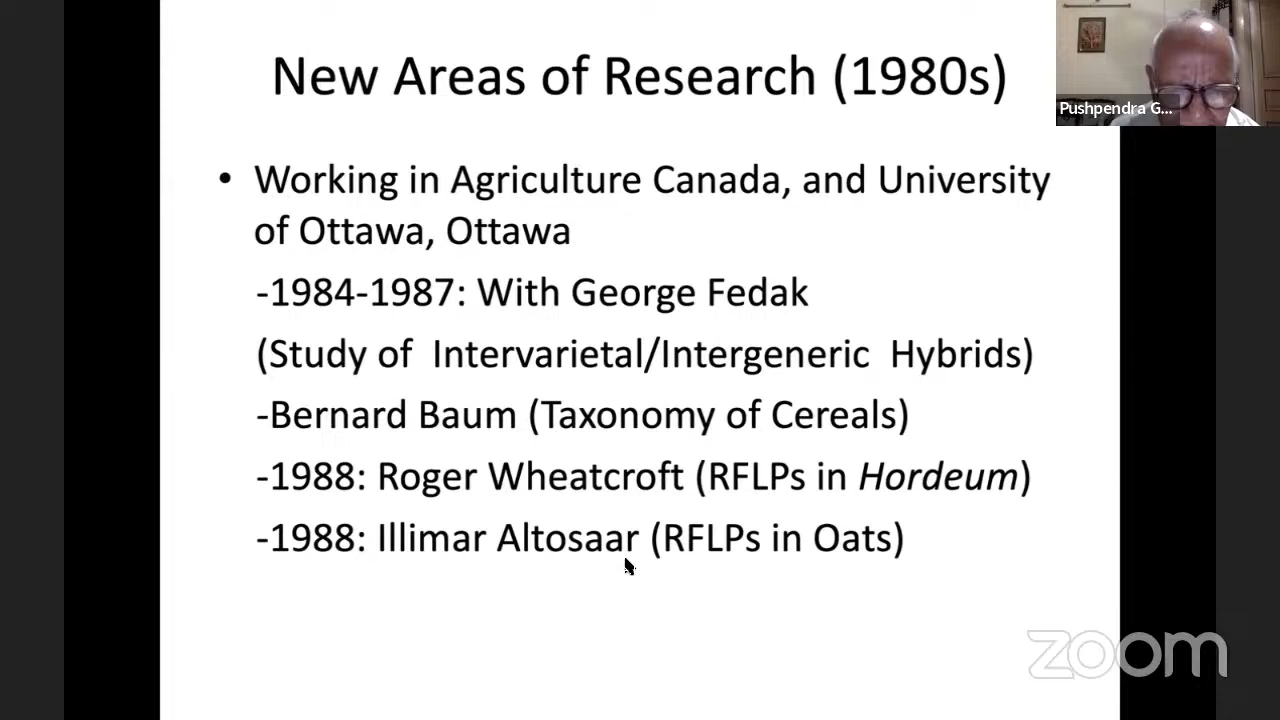 New Areas of Research (1980s)
Pushpendra G...
• Working in Agriculture Canada, and University
of Ottawa, Ottawa
-1984-1987: With George Fedak
(Study of Intervarietal/Intergeneric Hybrids)
-Bernard Baum (Taxonomy of Cereals)
-1988: Roger Wheatcroft (RFLPs in Hordeum)
-1988: Illimar Altosaar (RFLPs in Oats)
zoom